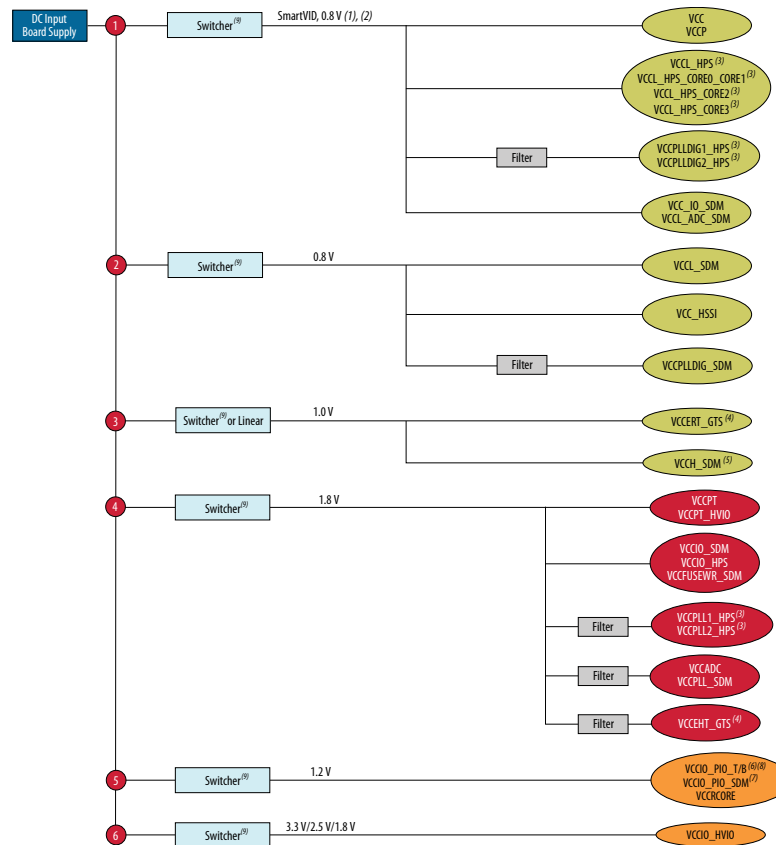 DC Input
Board Supply
1
Switcher(9)
SmartVID, 0.8 V (1), (2)
VCC
VCCP
VCCL_HPS(3)
VCCL_HPS_CORE0_CORE1(3)
VCCL_HPS_CORE2(3)
VCCL_HPS_CORE3(3)
Filter
VCCPLLDIG1_HPS(3)
VCCPLLDIG2_HPS(3)
VCC_IO_SDM
VCCL_ADC_SDM
2
Switcher(9)
0.8 V
VCCL_SDM
VCC_HSSI
Filter
VCCPLLDIG_SDM
3
Switcher(9) or Linear
1.0 V
VCCERT_GTS (4)
VCCH_SDM (5)
4
Switcher(9)
1.8 V
VCCPT
VCCPT_HVIO
VCCIO_SDM
VCCIO_HPS
VCCFUSEWR_SDM
Filter
VCCPLL1_HPS(3)
VCCPLL2_HPS(3)
Filter
VCCADC
VCCPLL_SDM
Filter
VCCEHT_GTS (4)
5
Switcher(9)
1.2 V
VCCIO_PIO_T/B(6)(8)
VCCIO_PIO_SDM(7)
VCCRCORE
6
Switcher(9)
3.3 V/2.5 V/1.8 V
VCCIO_HVIO